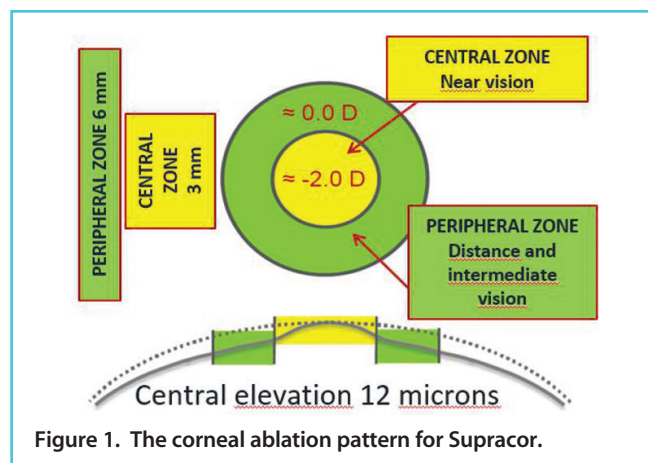 PERIPHERAL ZONE 6 mm
CENTRAL
ZONE
3 mm
≈ 0.0 D
≈ -2.0 D
CENTRAL ZONE
Near vision
PERIPHERAL ZONE
Distance and
intermediate
vision
Central elevation 12 microns
Figure 1. The corneal ablation pattern for Supracor.